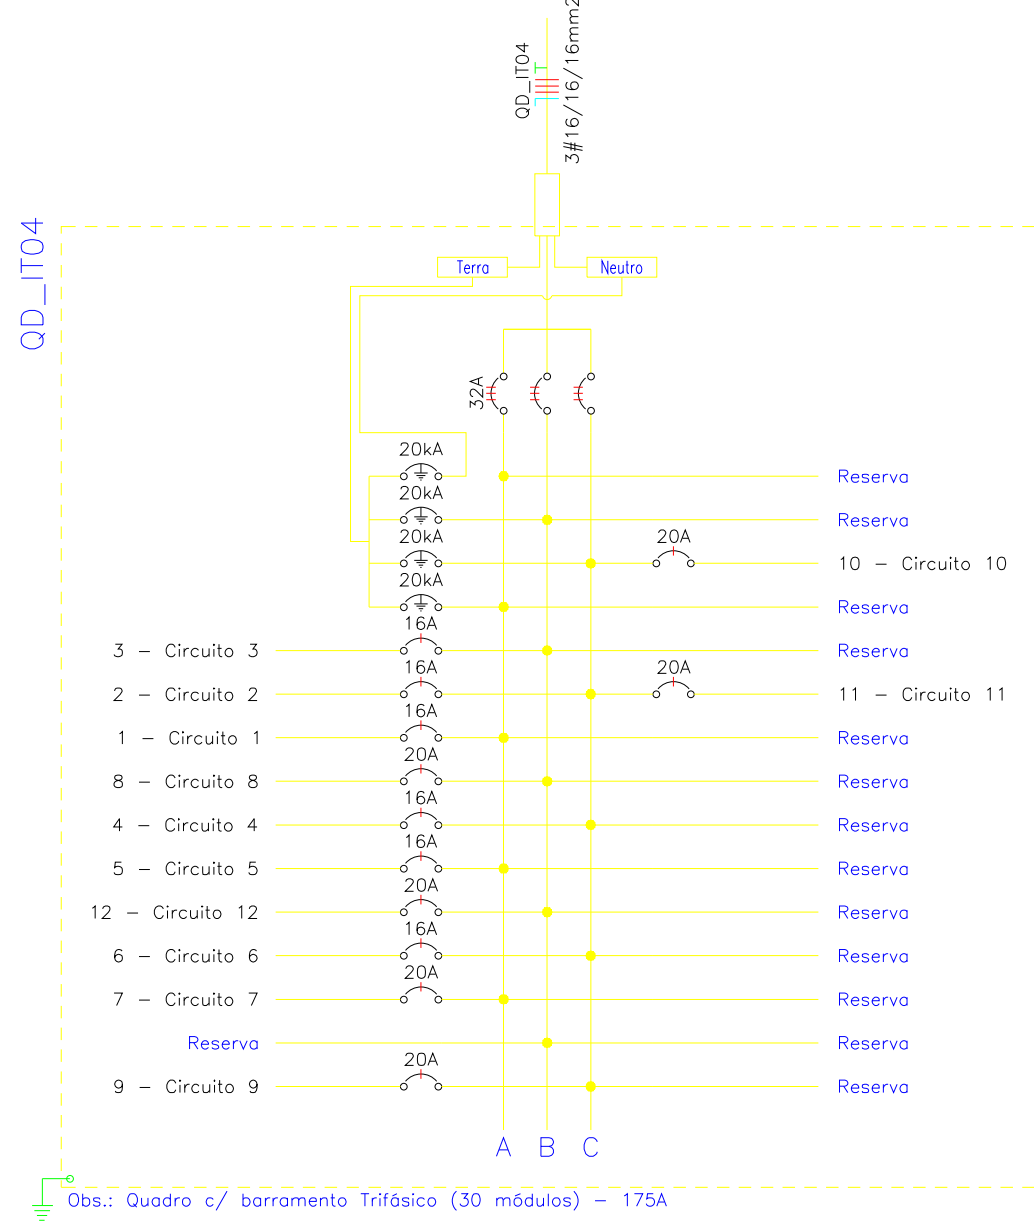 QD_IT04
3#16/16/16mm2
QD_IT04
Terra
Neutro
32A
20kA
Reserva
20kA
Reserva
20kA
20A
10 - Circuito 10
20kA
Reserva
16A
3 - Circuito 3
Reserva
16A
20A
2 - Circuito 2
11 - Circuito 11
16A
1 - Circuito 1
Reserva
20A
8 - Circuito 8
Reserva
16A
4 - Circuito 4
Reserva
16A
5 - Circuito 5
Reserva
20A
12 - Circuito 12
Reserva
16A
6 - Circuito 6
Reserva
20A
7 - Circuito 7
Reserva
Reserva
Reserva
20A
9 - Circuito 9
Reserva
A B C
Obs.: Quadro c/ barramento Trifásico (30 módulos) - 175A